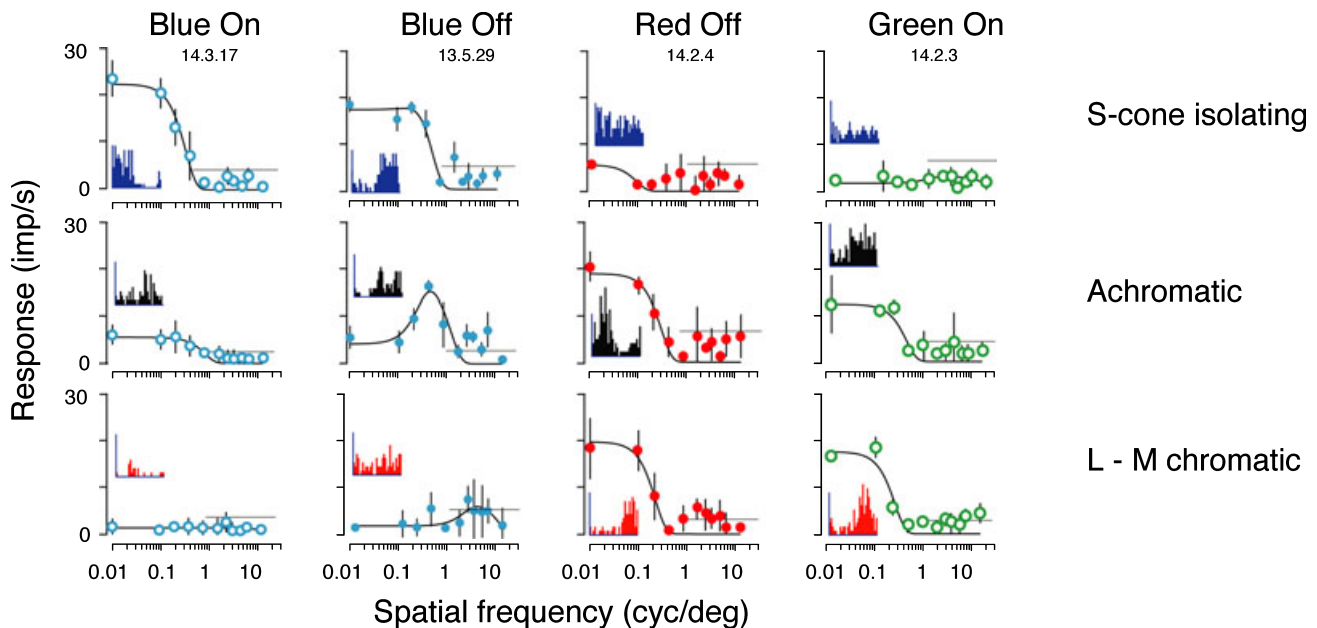 Blue On
Blue Off
Red Off
Green On
14.3.17
13.5.29
14.2.4
14.2.3
30
0
S-cone isolating
30
0
Achromatic
30
0
L - M chromatic
Response (imp/s)
0.01 0.1 1 10
0.01 0.1 1 10
0.01 0.1 1 10
0.01 0.1 1 10
Spatial frequency (cyc/deg)